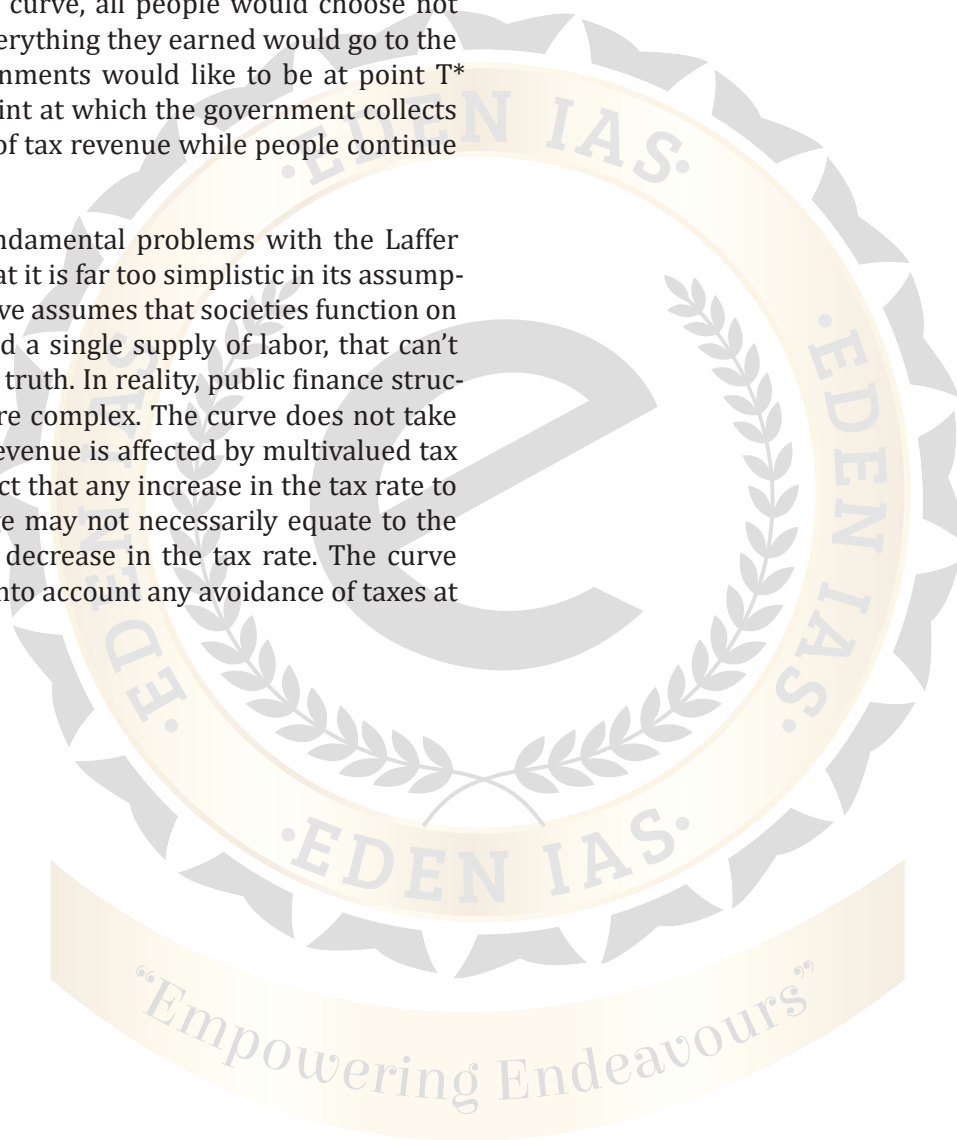 curve, all people would choose not
erything they earned would go to the
nments would like to be at point T*
int at which the government collects
of tax revenue while people continue
ndamental problems with the Laffer
at it is far too simplistic in its assump-
ve assumes that societies function on
d a single supply of labor, that can't
truth. In reality, public finance struc-
re complex. The curve does not take
evenue is affected by multivalued tax
ct that any increase in the tax rate to
ge may not necessarily equate to the
decrease in the tax rate. The curve
nto account any avoidance of taxes at
·EDEN IAS·
·EDEN IAS·
·EDEN IAS·
·EDEN IAS·
e
“Empowering Endeavours”